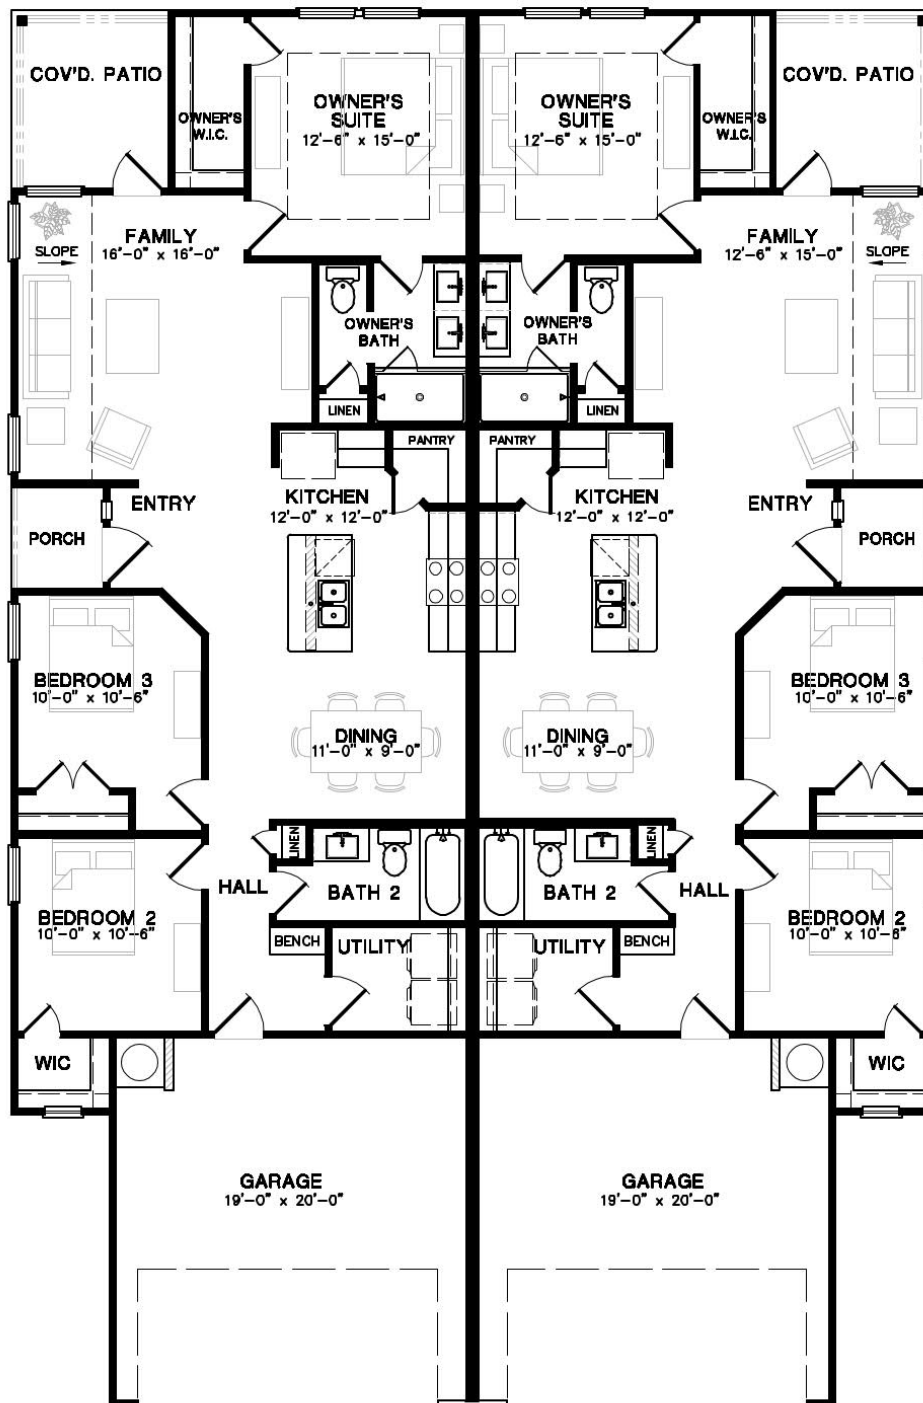 COV'D. PATIO
OWNER'S
W.I.C.
OWNER'S
SUITE
12'-6" x 15'-0"
OWNER'S
SUITE
12'-6" x 15'-0"
OWNER'S
W.I.C.
COV'D. PATIO
SLOPE
FAMILY
16'-0" x 16'-0"
FAMILY
12'-6" x 15'-0"
SLOPE
OWNER'S
BATH
OWNER'S
BATH
LINEN
LINEN
PANTRY
PANTRY
ENTRY
KITCHEN
12'-0" x 12'-0"
KITCHEN
12'-0" x 12'-0"
ENTRY
PORCH
PORCH
BEDROOM 3
10'-0" x 10'-6"
BEDROOM 3
10'-0" x 10'-6"
DINING
11'-0" x 9'-0"
DINING
11'-0" x 9'-0"
LINEN
LINEN
HALL
BATH 2
BATH 2
HALL
BEDROOM 2
10'-0" x 10'-6"
BEDROOM 2
10'-0" x 10'-6"
BENCH
UTILITY
UTILITY
BENCH
WIC
WIC
GARAGE
19'-0" x 20'-0"
GARAGE
19'-0" x 20'-0"